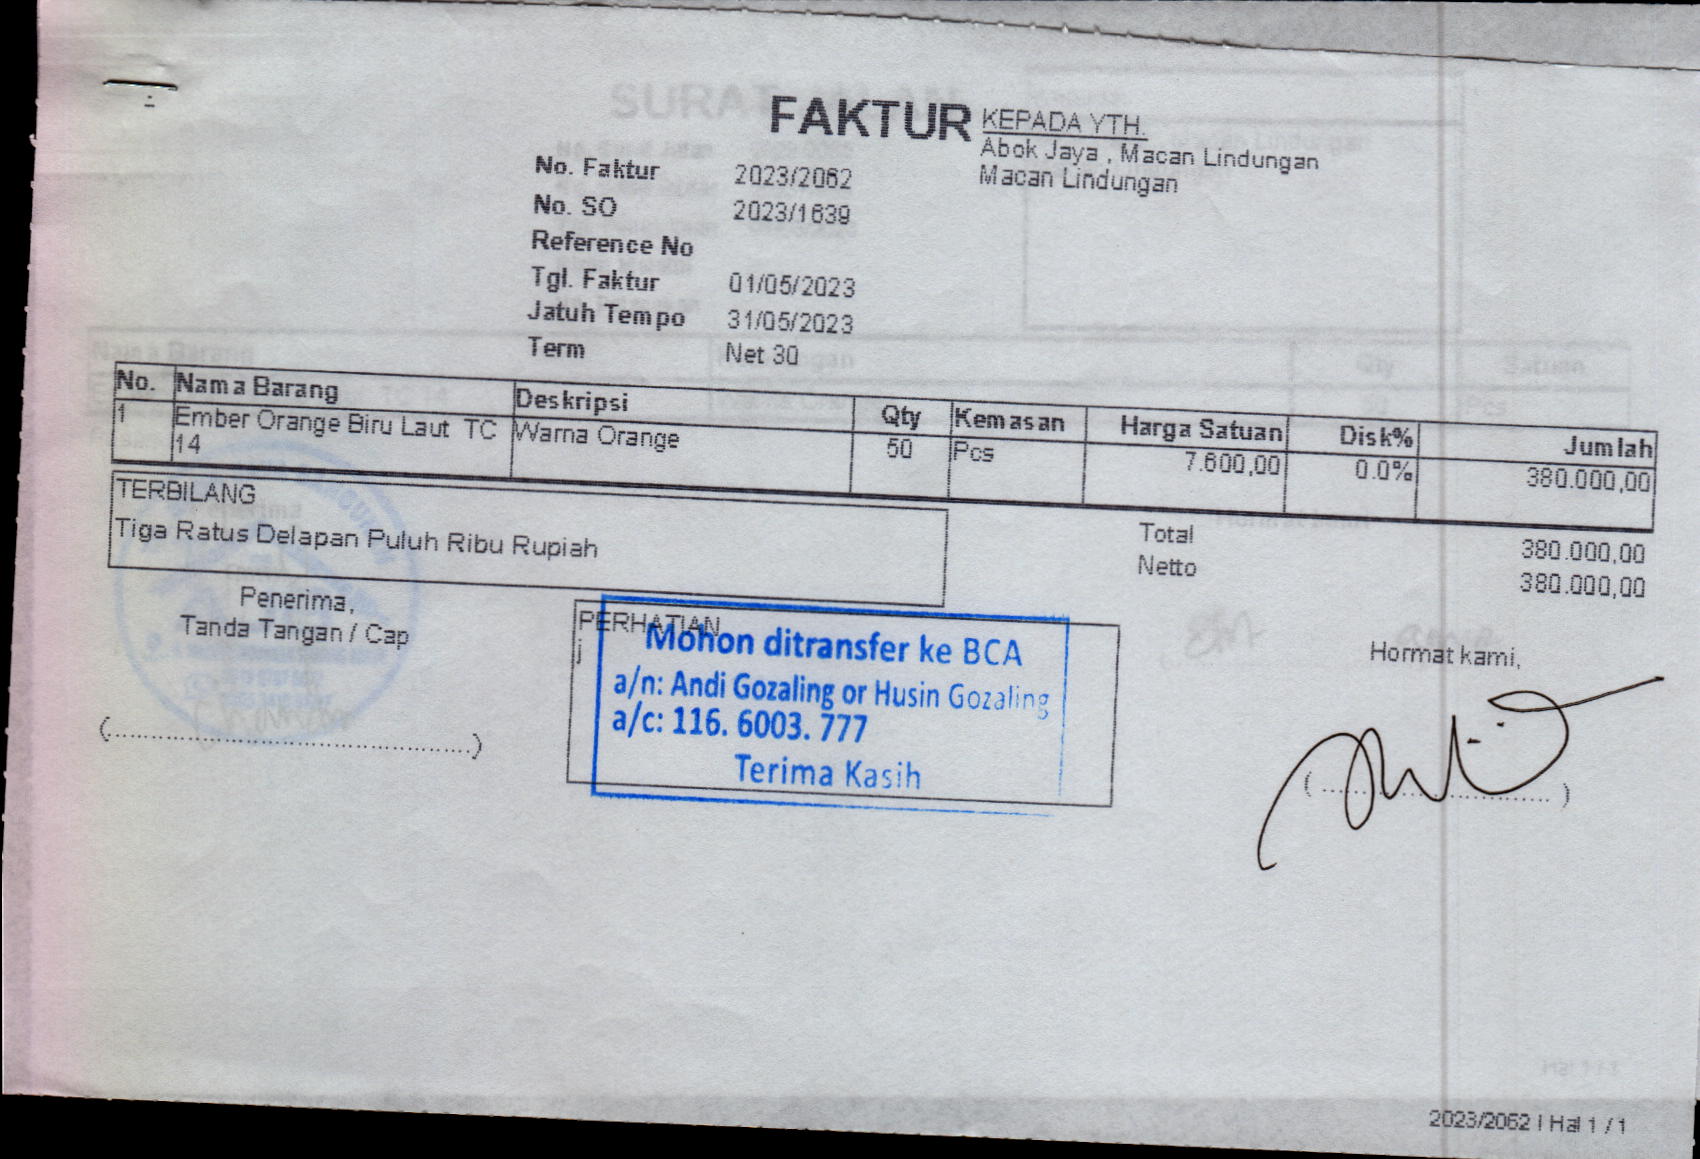 FAKTUR
KEPADA YTH.
Abok Jaya , Macan Lindungan
Macan Lindungan
No. Faktur 2023/2062
No. SO 2023/1639
Reference No
Tgl. Faktur 01/05/2023
Jatuh Tempo 31/05/2023
Term Net 30
No. Nama Barang Deskripsi Qty Kemasan Harga Satuan Disk% Jumlah
1 Ember Orange Biru Laut TC Warna Orange 50 Pcs 7.600,00 0.0% 380.000,00
14
TERBILANG
Tiga Ratus Delapan Puluh Ribu Rupiah
Total 380.000,00
Netto 380.000,00
Penerima,
Tanda Tangan / Cap
(........................................................)
PERHATIAN
j
Mohon ditransfer ke BCA
a/n: Andi Gozaling or Husin Gozaling
a/c: 116. 6003. 777
Terima Kasih
Hormat kami,
(....................................)
2023/2062 | Hal 1 / 1